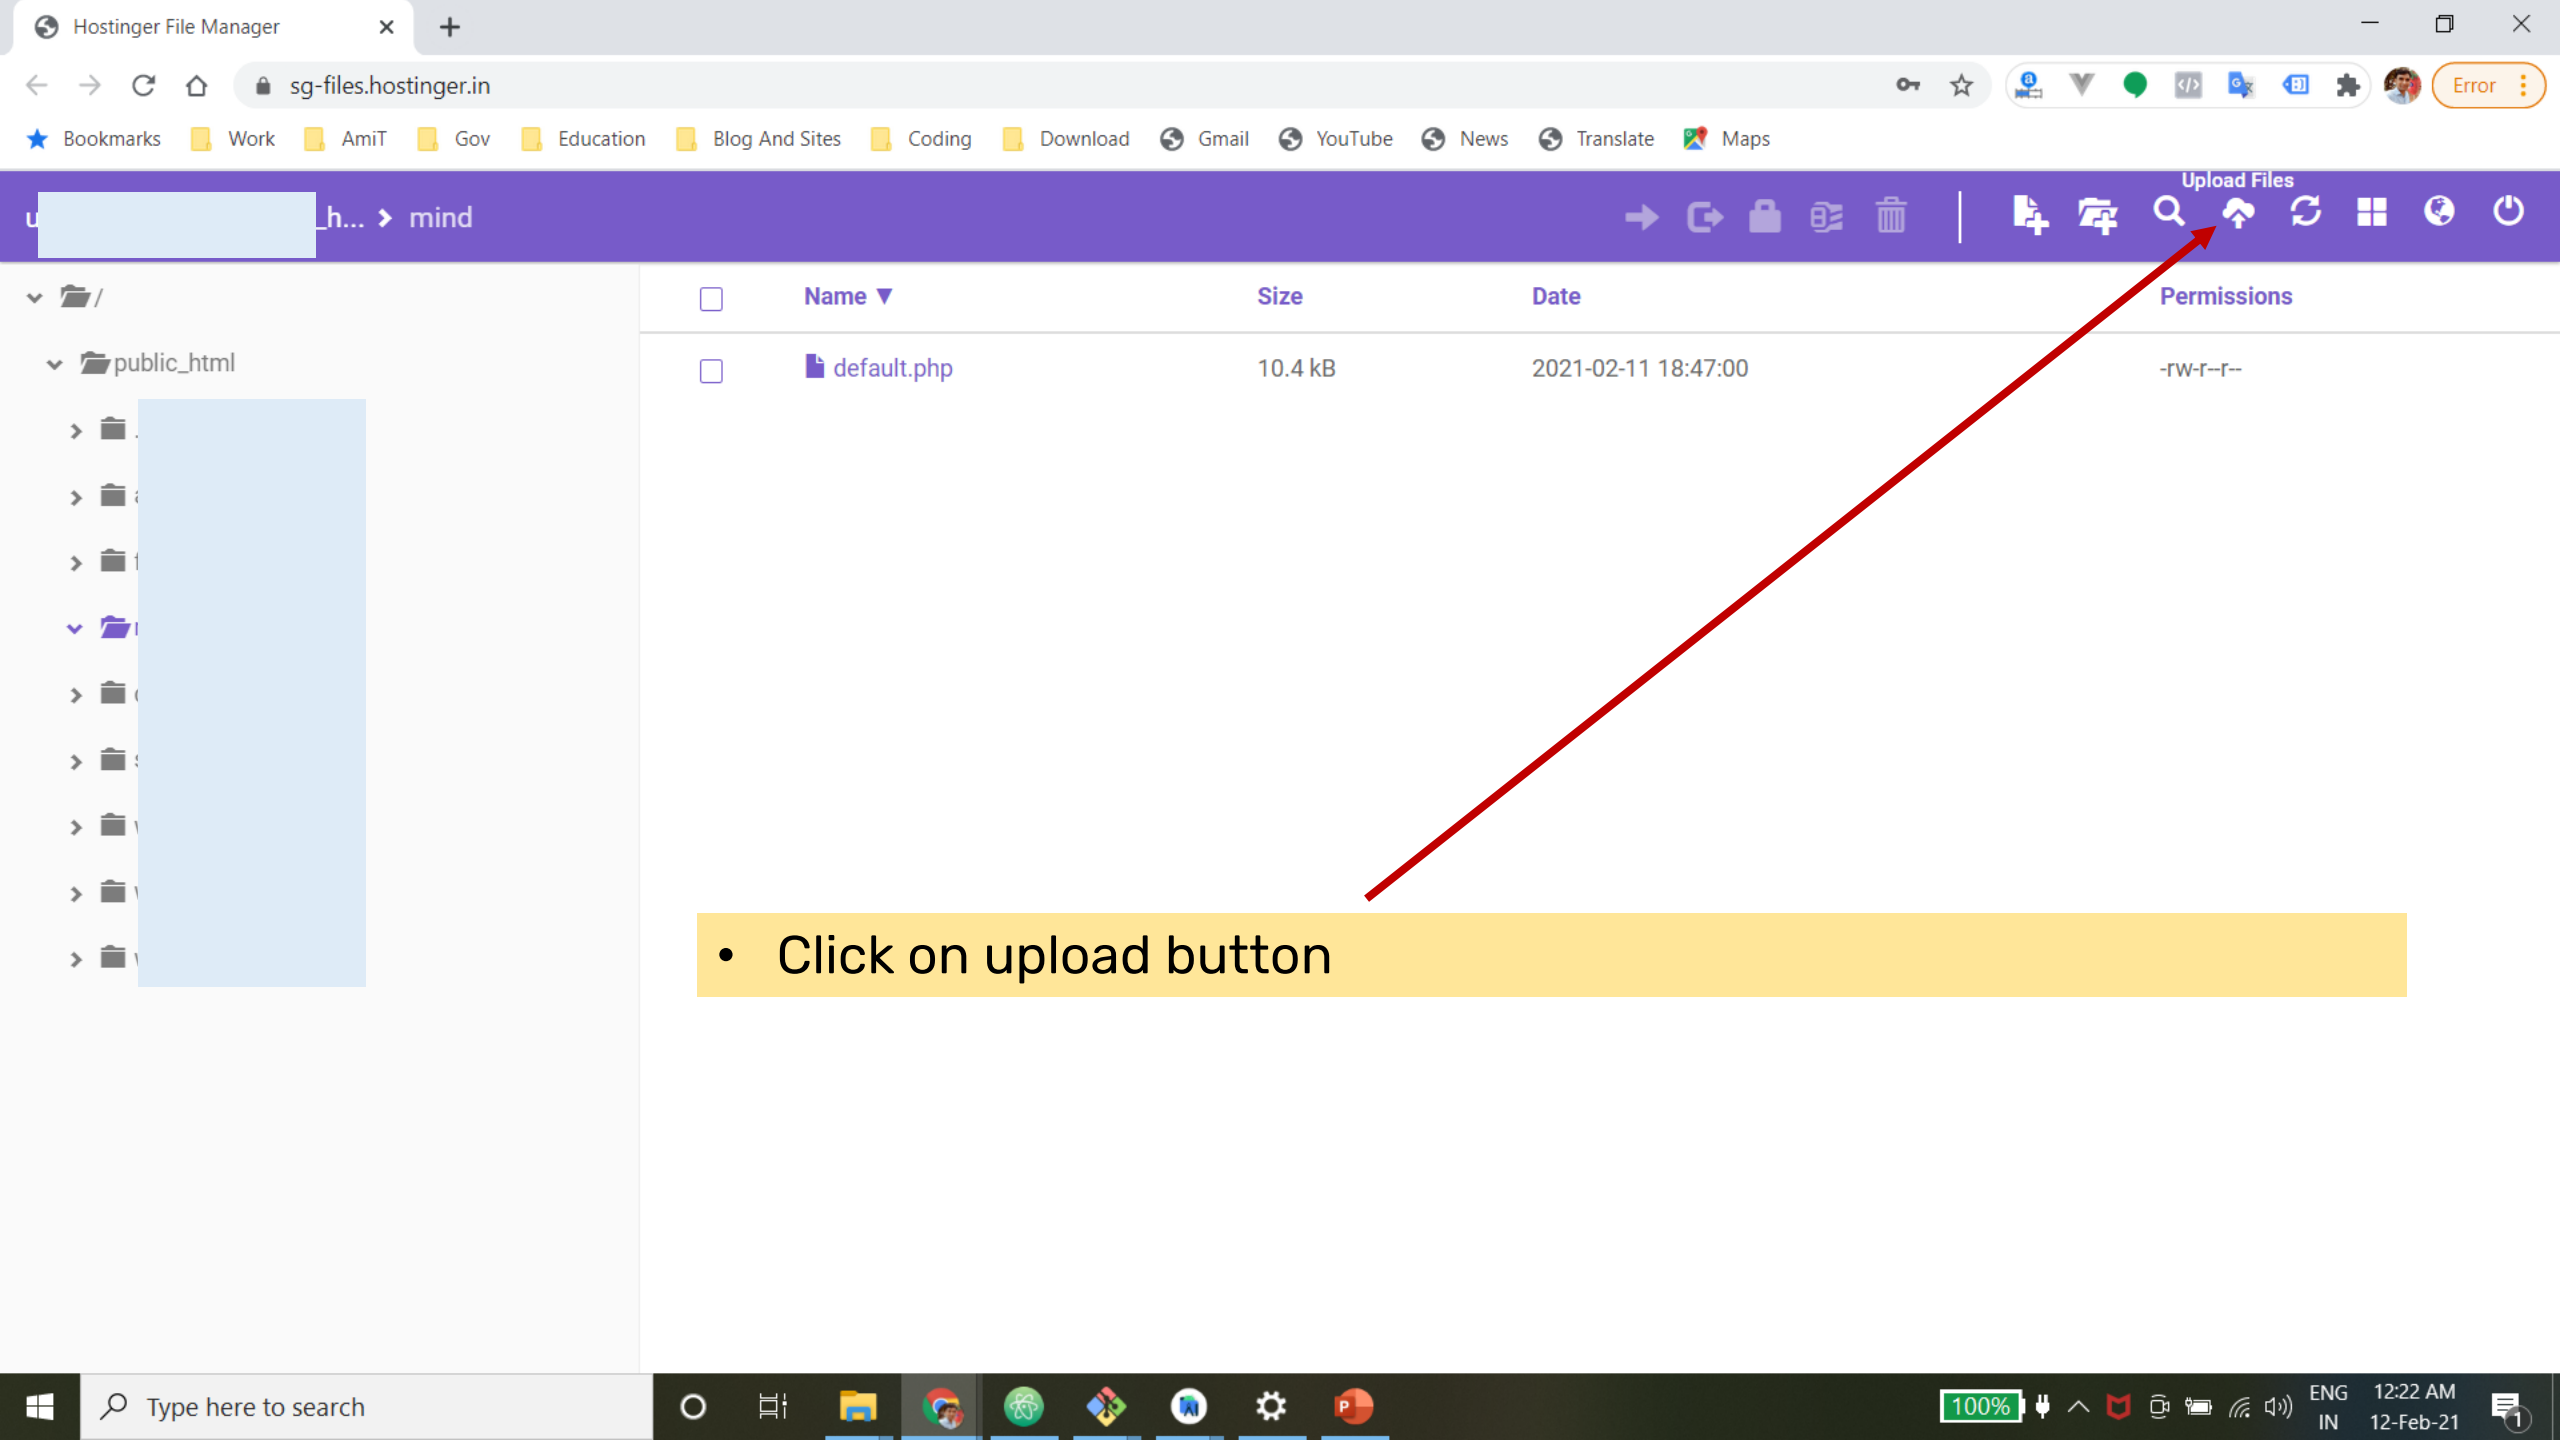 Hostinger File Manager
sg-files.hostinger.in
Error
Bookmarks Work AmiT Gov Education Blog And Sites Coding Download Gmail YouTube News Translate Maps
Upload Files
u _h... > mind
/
Name ▼ Size Date Permissions
public_html
default.php 10.4 kB 2021-02-11 18:47:00 -rw-r--r--
• Click on upload button
Type here to search
100%
ENG
IN
12:22 AM
12-Feb-21
1